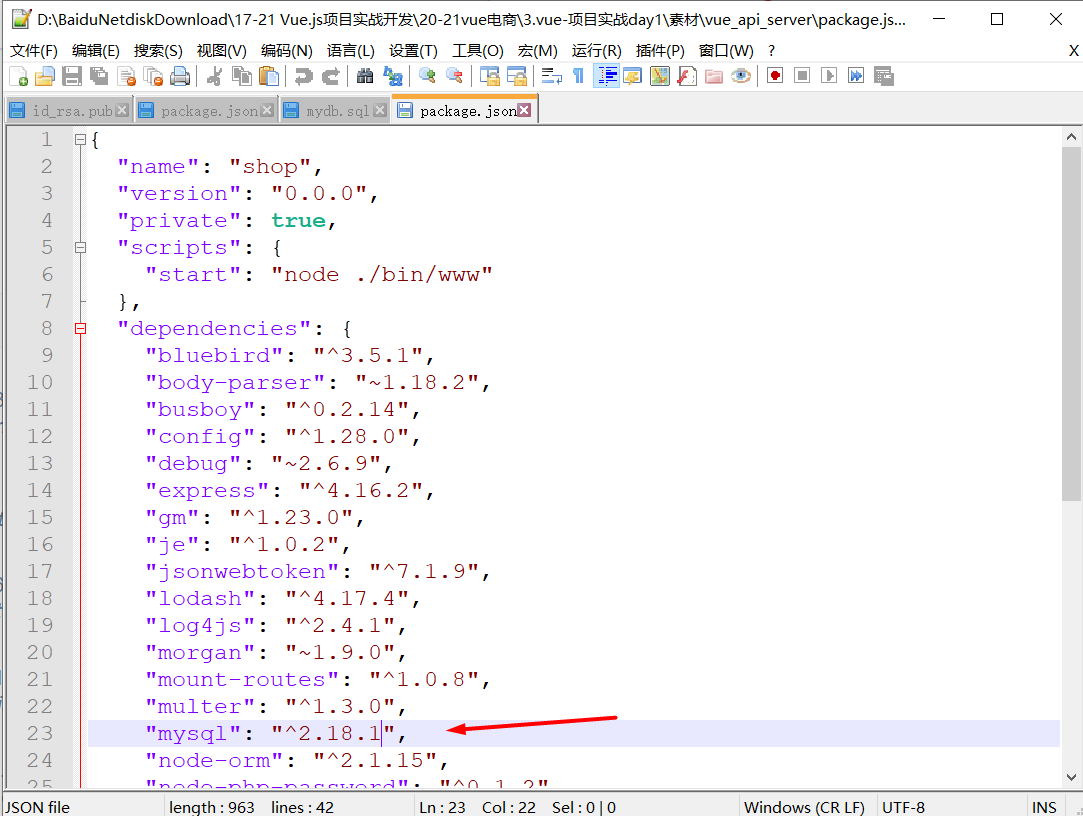 D:\BaiduNetdiskDownload\17-21 Vue.js项目实战开发\20-21vue电商\3.vue-项目实战day1\素材\vue_api_server\package.js...
文件(F) 编辑(E) 搜索(S) 视图(V) 编码(N) 语言(L) 设置(T) 工具(O) 宏(M) 运行(R) 插件(P) 窗口(W) ? X
id_rsa.pub package.json mydb.sql package.json
1 {
2 "name": "shop",
3 "version": "0.0.0",
4 "private": true,
5 "scripts": {
6 "start": "node ./bin/www"
7 },
8 "dependencies": {
9 "bluebird": "^3.5.1",
10 "body-parser": "~1.18.2",
11 "busboy": "^0.2.14",
12 "config": "^1.28.0",
13 "debug": "~2.6.9",
14 "express": "^4.16.2",
15 "gm": "^1.23.0",
16 "je": "^1.0.2",
17 "jsonwebtoken": "^7.1.9",
18 "lodash": "^4.17.4",
19 "log4js": "^2.4.1",
20 "morgan": "~1.9.0",
21 "mount-routes": "^1.0.8",
22 "multer": "^1.3.0",
23 "mysql": "^2.18.1",
24 "node-orm": "^2.1.15",
25 "node-php-password": "^0.1.2"
JSON file length : 963 lines : 42 Ln : 23 Col : 22 Sel : 0 | 0 Windows (CR LF) UTF-8 INS